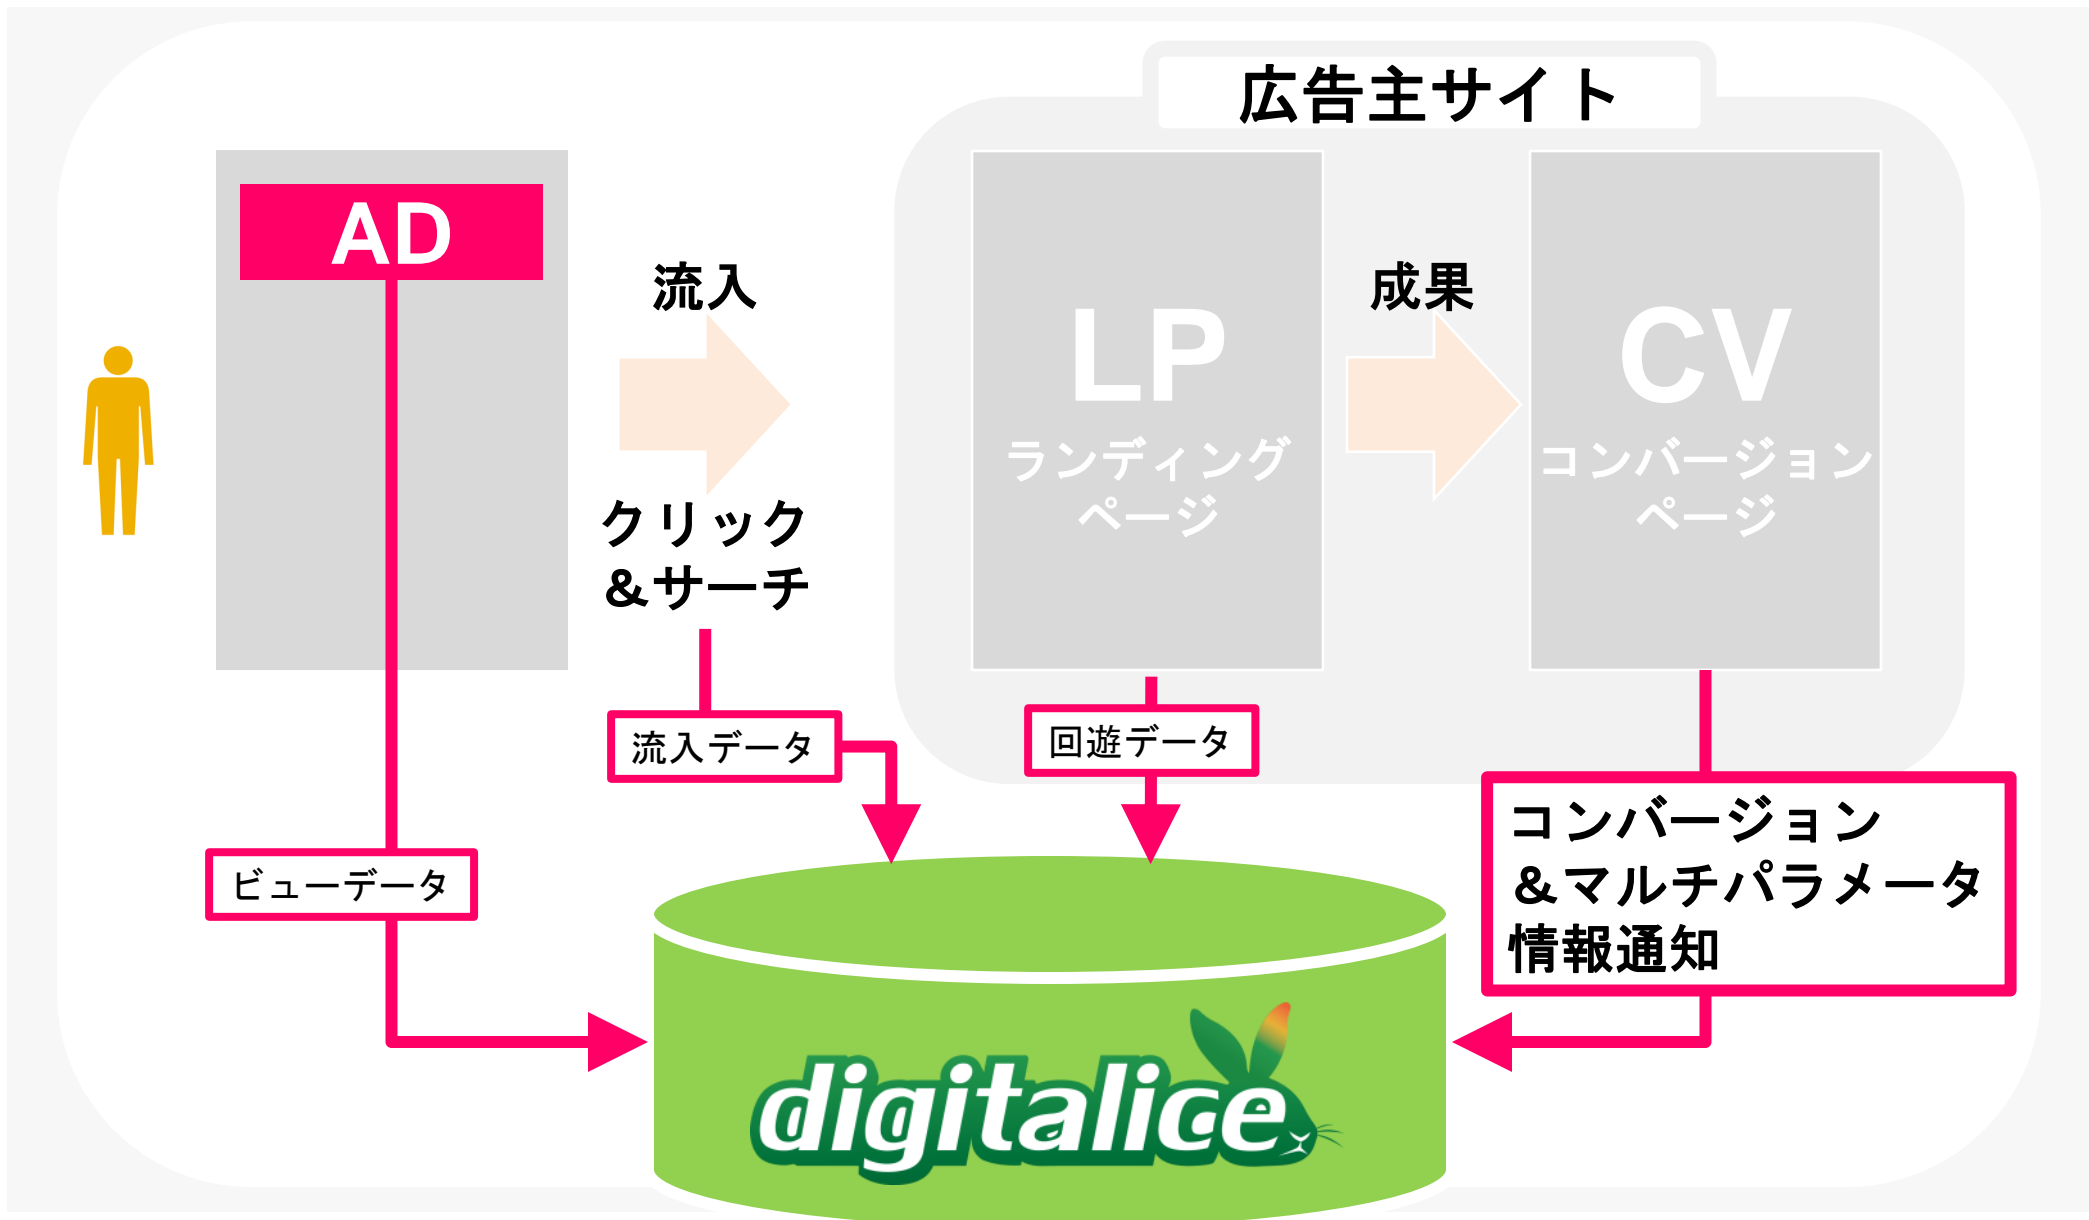 広告主サイト
AD
流入
クリック
&サーチ
LP
ランディング
ページ
成果
CV
コンバージョン
ページ
流入データ
回遊データ
ビューデータ
コンバージョン
&マルチパラメータ
情報通知
digitalice